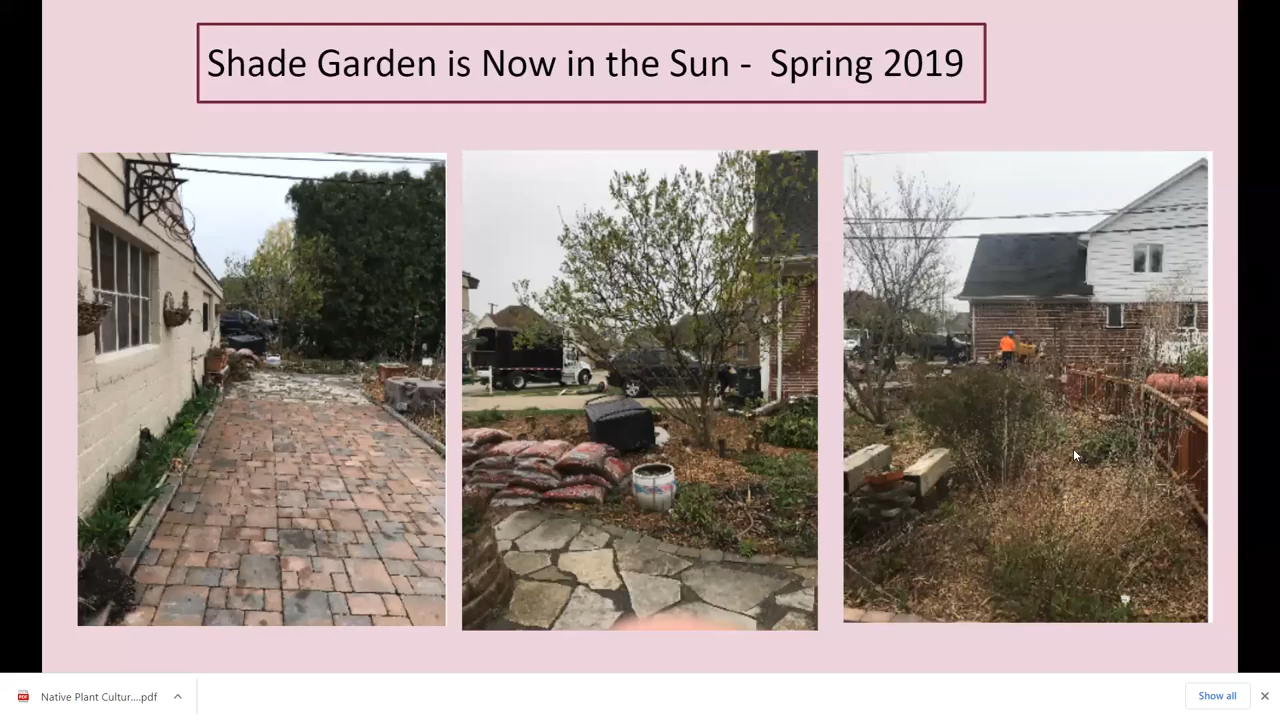 Shade Garden is Now in the Sun -  Spring 2019
Native Plant Cultur....pdf
Show all